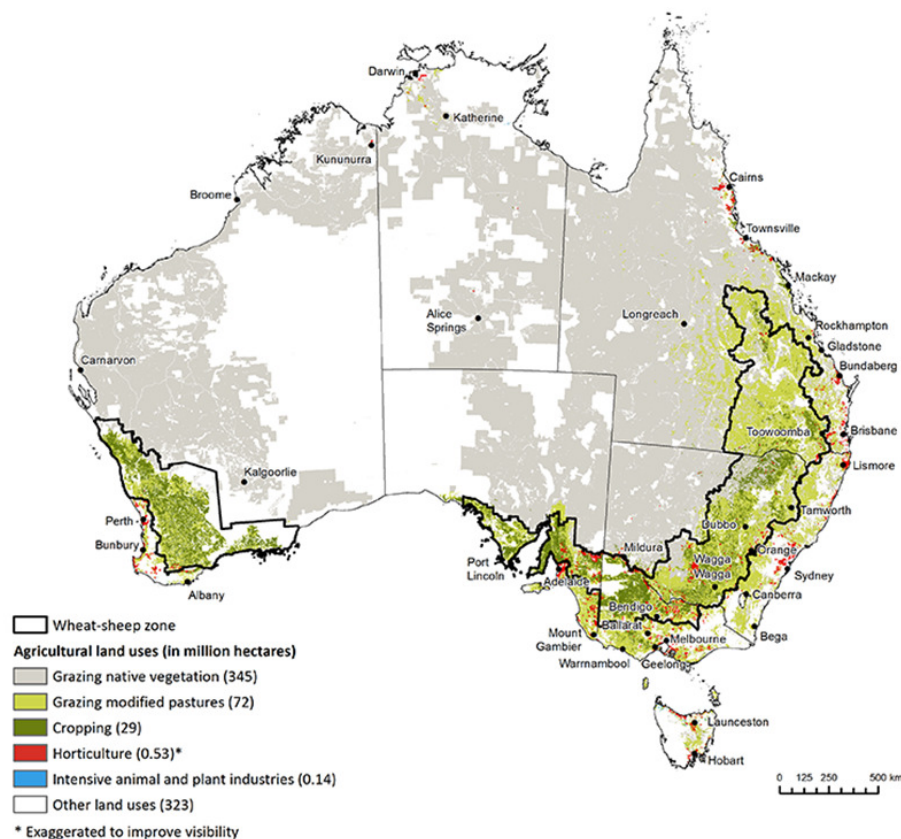 Darwin
Katherine
Kununurra
Cairns
Broome
Townsville
Mackay
Alice
Springs
Longreach
Rockhampton
Gladstone
Carnarvon
Bundaberg
Toowoomba
Brisbane
Kalgoorlie
Lismore
Perth
Dubbo
Tamworth
Bunbury
Mildura
Orange
Port
Lincoln
Wagga
Wagga
Sydney
Albany
Adelaide
Canberra
Bendigo
Ballarat
Mount
Gambier
Melbourne
Bega
Warnambool
Geelong
Launceston
Hobart
Wheat-sheep zone
Agricultural land uses (in million hectares)
Grazing native vegetation (345)
Grazing modified pastures (72)
Cropping (29)
Horticulture (0.53)*
Intensive animal and plant industries (0.14)
Other land uses (323)
* Exaggerated to improve visibility
0 125 250 500 km